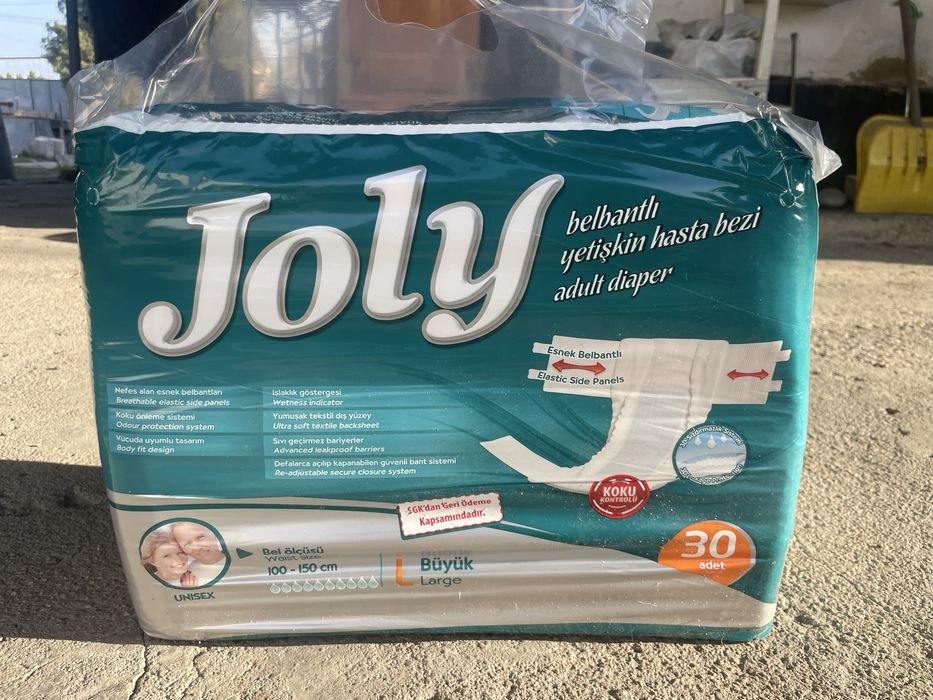 Joly
belbantlı
yetişkin hasta bezi
adult diaper
Esnek Belbantlı
Elastic Side Panels
Nefes alan esnek belbantları
Breathable elastic side panels
Koku önleme sistemi
Odour protection system
Yücuda uyumlu tasarım
Body fit design
Islaklık göstergesi
Wetness indicator
Yumuşak tekstil dış yüzey
Ultra soft textile backsheet
Sıvı geçirmez bariyerler
Advanced leakproof barriers
Defalarca açılıp kapanabilen güvenli bant sistemi
Re-adjustable secure closure system
KOKU
KONTROLÜ
SGK'dan Geri Ödeme
Kapsamındadır.
UNISEX
Bel ölçüsü
Waist size
100 - 150 cm
L
Büyük
Large
30
adet